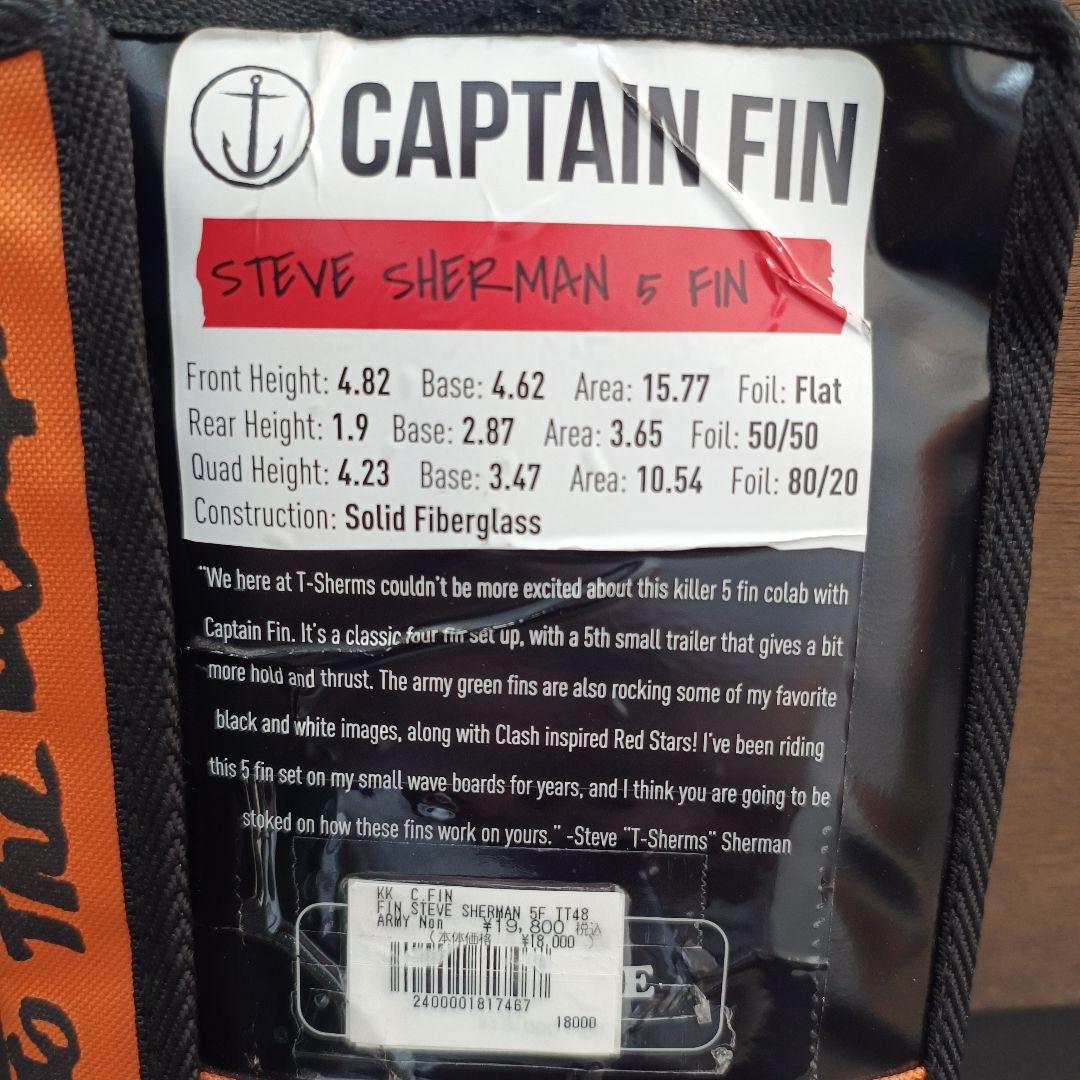 CAPTAIN FIN
STEVE SHERMAN 5 FIN
Front Height: 4.82 Base: 4.62 Area: 15.77 Foil: Flat
Rear Height: 1.9 Base: 2.87 Area: 3.65 Foil: 50/50
Quad Height: 4.23 Base: 3.47 Area: 10.54 Foil: 80/20
Construction: Solid Fiberglass
"We here at T-Sherms couldn't be more excited about this killer 5 fin colab with
Captain Fin. It's a classic four fin set up, with a 5th small trailer that gives a bit
more hold and thrust. The army green fins are also rocking some of my favorite
black and white images, along with Clash inspired Red Stars! I've been riding
this 5 fin set on my small wave boards for years, and I think you are going to be
stoked on how these fins work on yours." -Steve "T-Sherms" Sherman
KK C.FIN
FIN STEVE SHERMAN 5F TT48
ARMY Non ¥19,800 税込
(本体価格 ¥18,000 )
2400001817467
18000
E